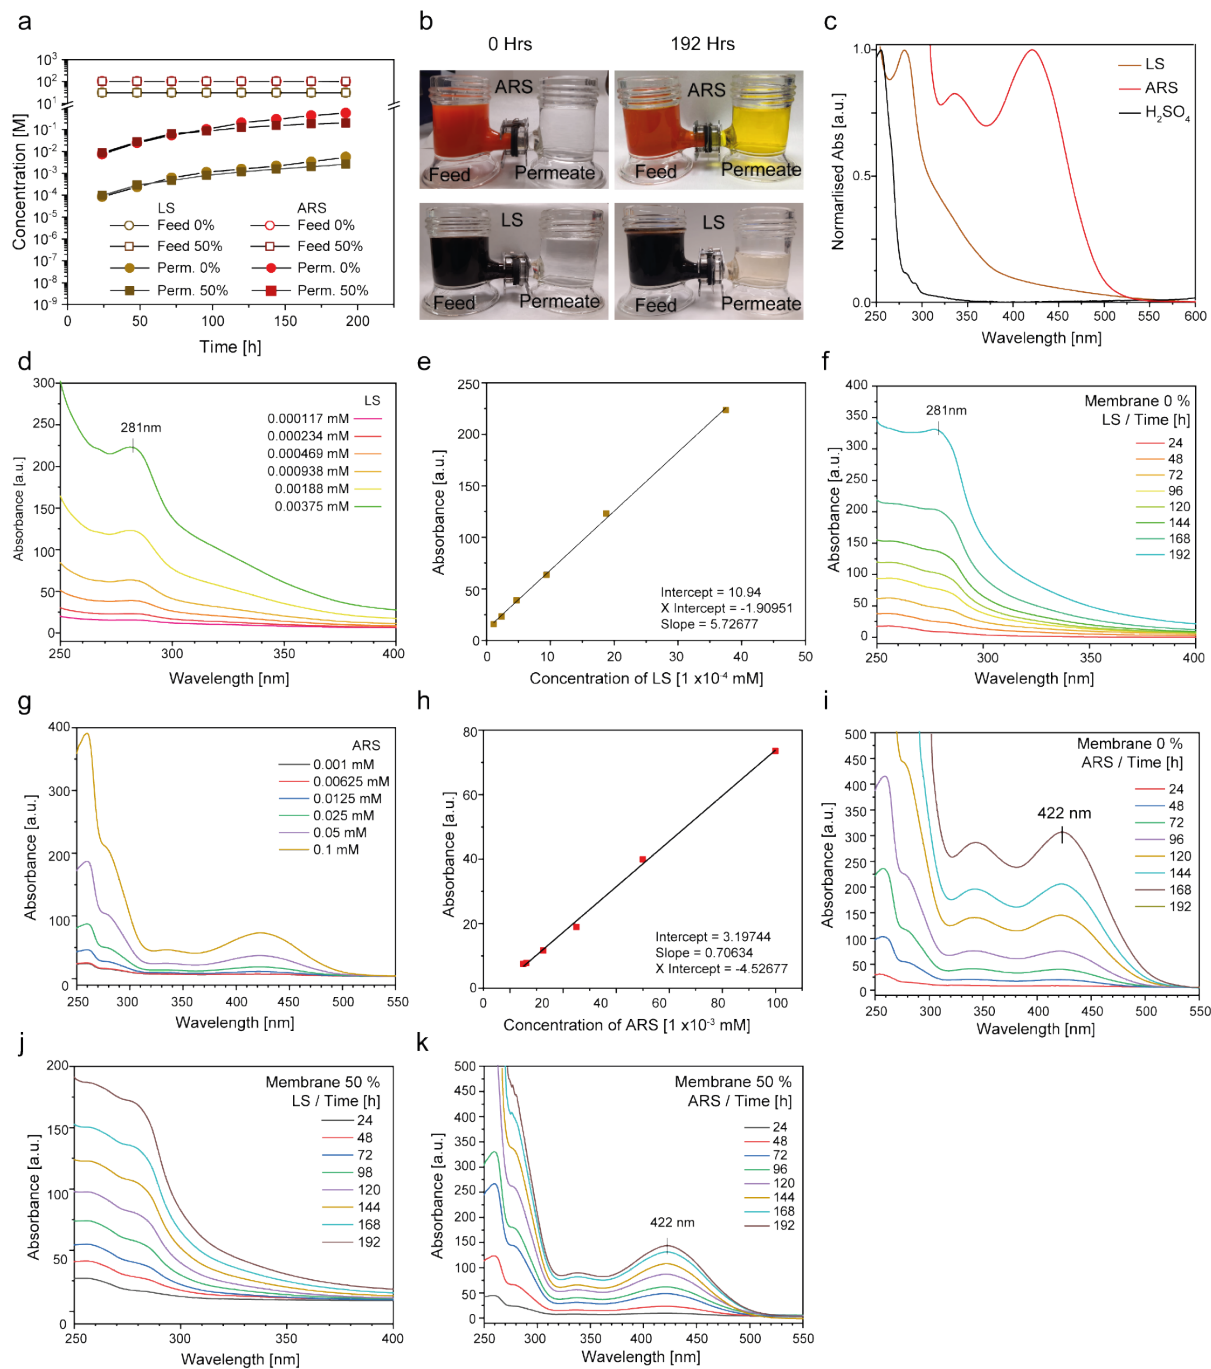 a
Concentration [M]
10³
10²
10¹
10⁻¹
10⁻²
10⁻³
10⁻⁴
10⁻⁵
10⁻⁶
10⁻⁷
10⁻⁸
10⁻⁹
LS ARS
Feed 0% Feed 0%
Feed 50% Feed 50%
Perm. 0% Perm. 0%
Perm. 50% Perm. 50%
0 50 100 150 200
Time [h]
b
0 Hrs 192 Hrs
ARS ARS
Feed Permeate Feed Permeate
LS LS
Feed Permeate Feed Permeate
c
Normarlised Abs [a.u.]
1.0
0.0
LS
ARS
H₂SO₄
250 300 350 400 450 500 550 600
Wavelength [nm]
d
Absorbance [a.u.]
300
250
200
150
100
50
0
281nm
LS
0.000117 mM
0.000234 mM
0.000469 mM
0.000938 mM
0.00188 mM
0.00375 mM
250 300 350 400
Wavelength [nm]
e
Absorbance [a.u.]
250
200
150
100
50
0
Intercept = 10.94
X Intercept = -1.90951
Slope = 5.72677
0 10 20 30 40 50
Concentration of LS [1 x10⁻⁴ mM]
f
Absorbance [a.u.]
400
350
300
250
200
150
100
50
0
281nm
Membrane 0 %
LS / Time [h]
24
48
72
96
120
144
168
192
250 300 350 400
Wavelength [nm]
g
Absorbance [a.u.]
400
300
200
100
0
ARS
0.001 mM
0.00625 mM
0.0125 mM
0.025 mM
0.05 mM
0.1 mM
250 300 350 400 450 500 550
Wavelength [nm]
h
Absorbance [a.u.]
80
60
40
20
0
Intercept = 3.19744
Slope = 0.70634
X Intercept = -4.52677
0 20 40 60 80 100
Concentration of ARS [1 x10⁻³ mM]
i
Absorbance [a.u.]
500
450
400
350
300
250
200
150
100
50
0
422 nm
Membrane 0 %
ARS / Time [h]
24
48
72
96
120
144
168
192
250 300 350 400 450 500 550
Wavelength [nm]
j
Absorbance [a.u.]
200
150
100
50
0
Membrane 50 %
LS / Time [h]
24
48
72
98
120
144
168
192
250 300 350 400
Wavelength [nm]
k
Absorbance [a.u.]
500
450
400
350
300
250
200
150
100
50
0
422 nm
Membrane 50 %
ARS / Time [h]
24
48
72
96
120
144
168
192
250 300 350 400 450 500 550
Wavelength [nm]